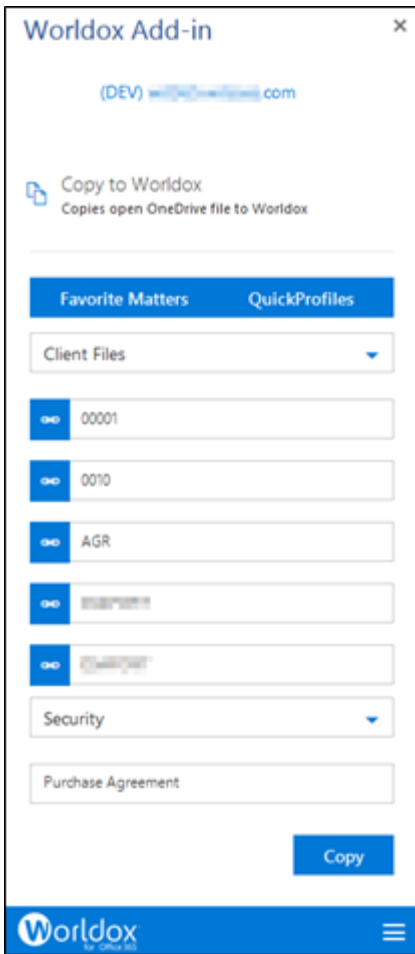 Worldox Add-in
(DEV) .com
Copy to Worldox
Copies open OneDrive file to Worldox
Favorite Matters QuickProfiles
Client Files
00001
0010
AGR
Security
Purchase Agreement
Copy
Worldox
for Office 365